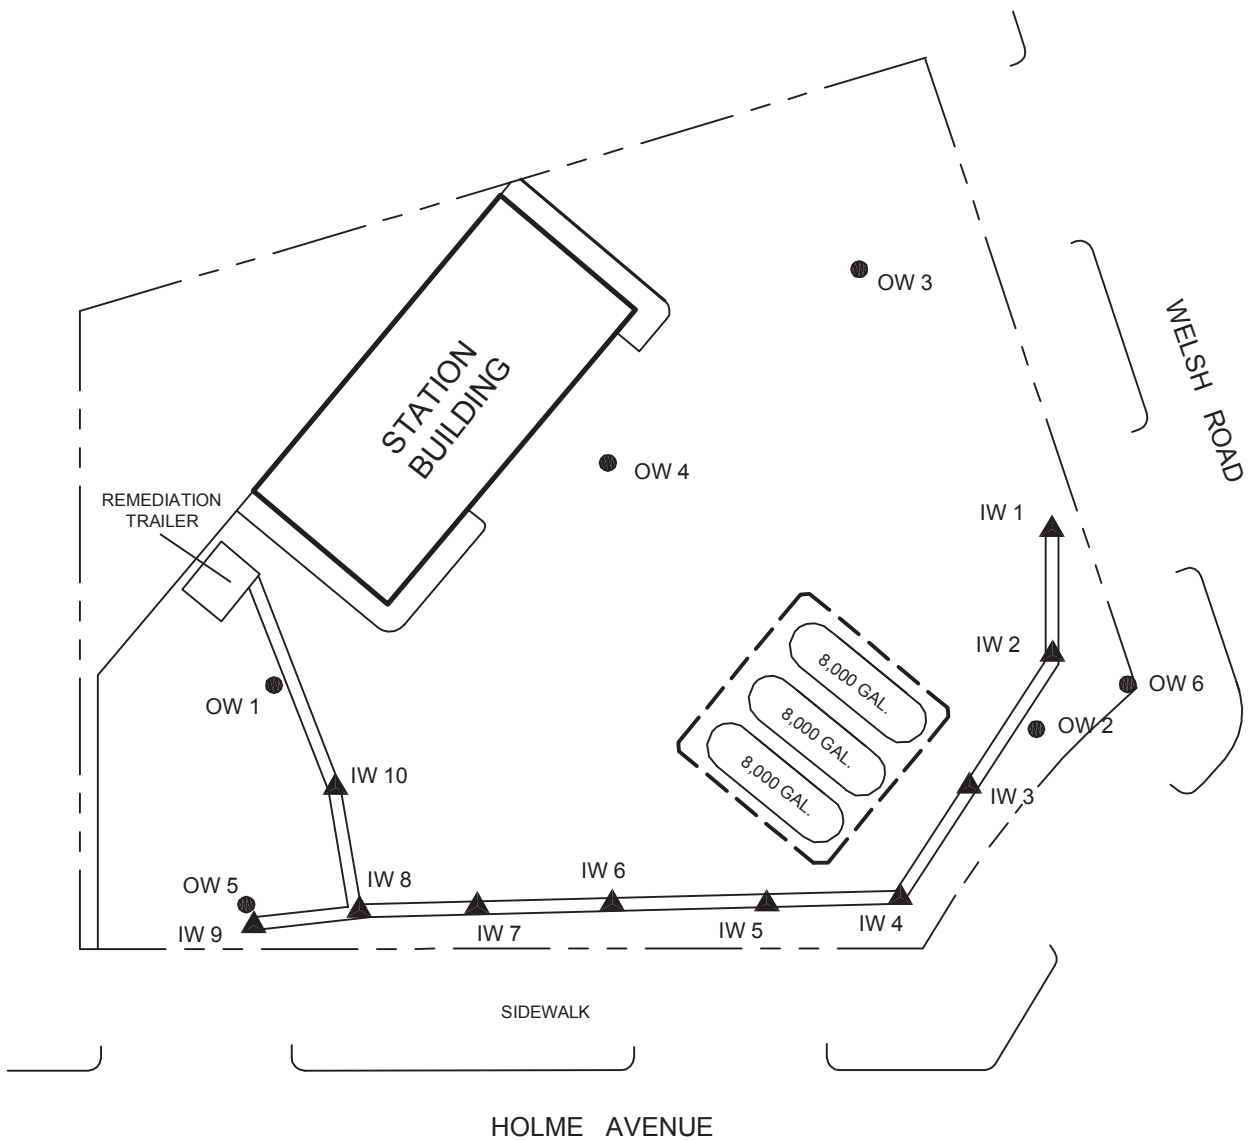 OW 3
WELSH ROAD
STATION
BUILDING
OW 4
REMEDIATION
TRAILER
IW 1
IW 2
8,000 GAL.
8,000 GAL.
8,000 GAL.
OW 6
OW 1
OW 2
IW 10
IW 3
OW 5
IW 8
IW 6
IW 9
IW 7
IW 5
IW 4
SIDEWALK
HOLME AVENUE